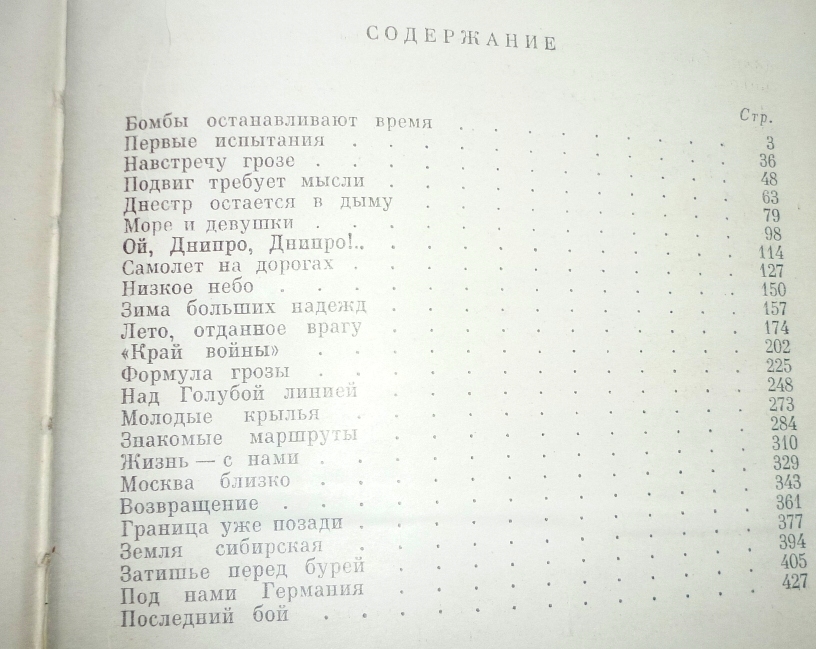 СОДЕРЖАНИЕ
Стр.
Бомбы останавливают время . . . . . . . 3
Первые испытания . . . . . . . . . 36
Навстречу грозе . . . . . . . . . . 48
Подвиг требует мысли . . . . . . . . 63
Днестр остается в дыму . . . . . . . . 79
Море и девушки . . . . . . . . . 98
Ой, Днипро, Днипро!.. . . . . . . . . 114
Самолет на дорогах . . . . . . . . . 127
Низкое небо . . . . . . . . . . . 150
Зима больших надежд . . . . . . . . 157
Лето, отданное врагу . . . . . . . . 174
«Край войны» . . . . . . . . . . 202
Формула грозы . . . . . . . . . . 225
Над Голубой линией . . . . . . . . . 248
Молодые крылья . . . . . . . . . 273
Знакомые маршруты . . . . . . . . 284
Жизнь — с нами . . . . . . . . . . 310
Москва близко . . . . . . . . . . 329
Возвращение . . . . . . . . . . . 343
Граница уже позади . . . . . . . . . 361
Земля сибирская . . . . . . . . . 377
Затишье перед бурей . . . . . . . . 394
Под нами Германия . . . . . . . . 405
Последний бой . . . . . . . . . . 427